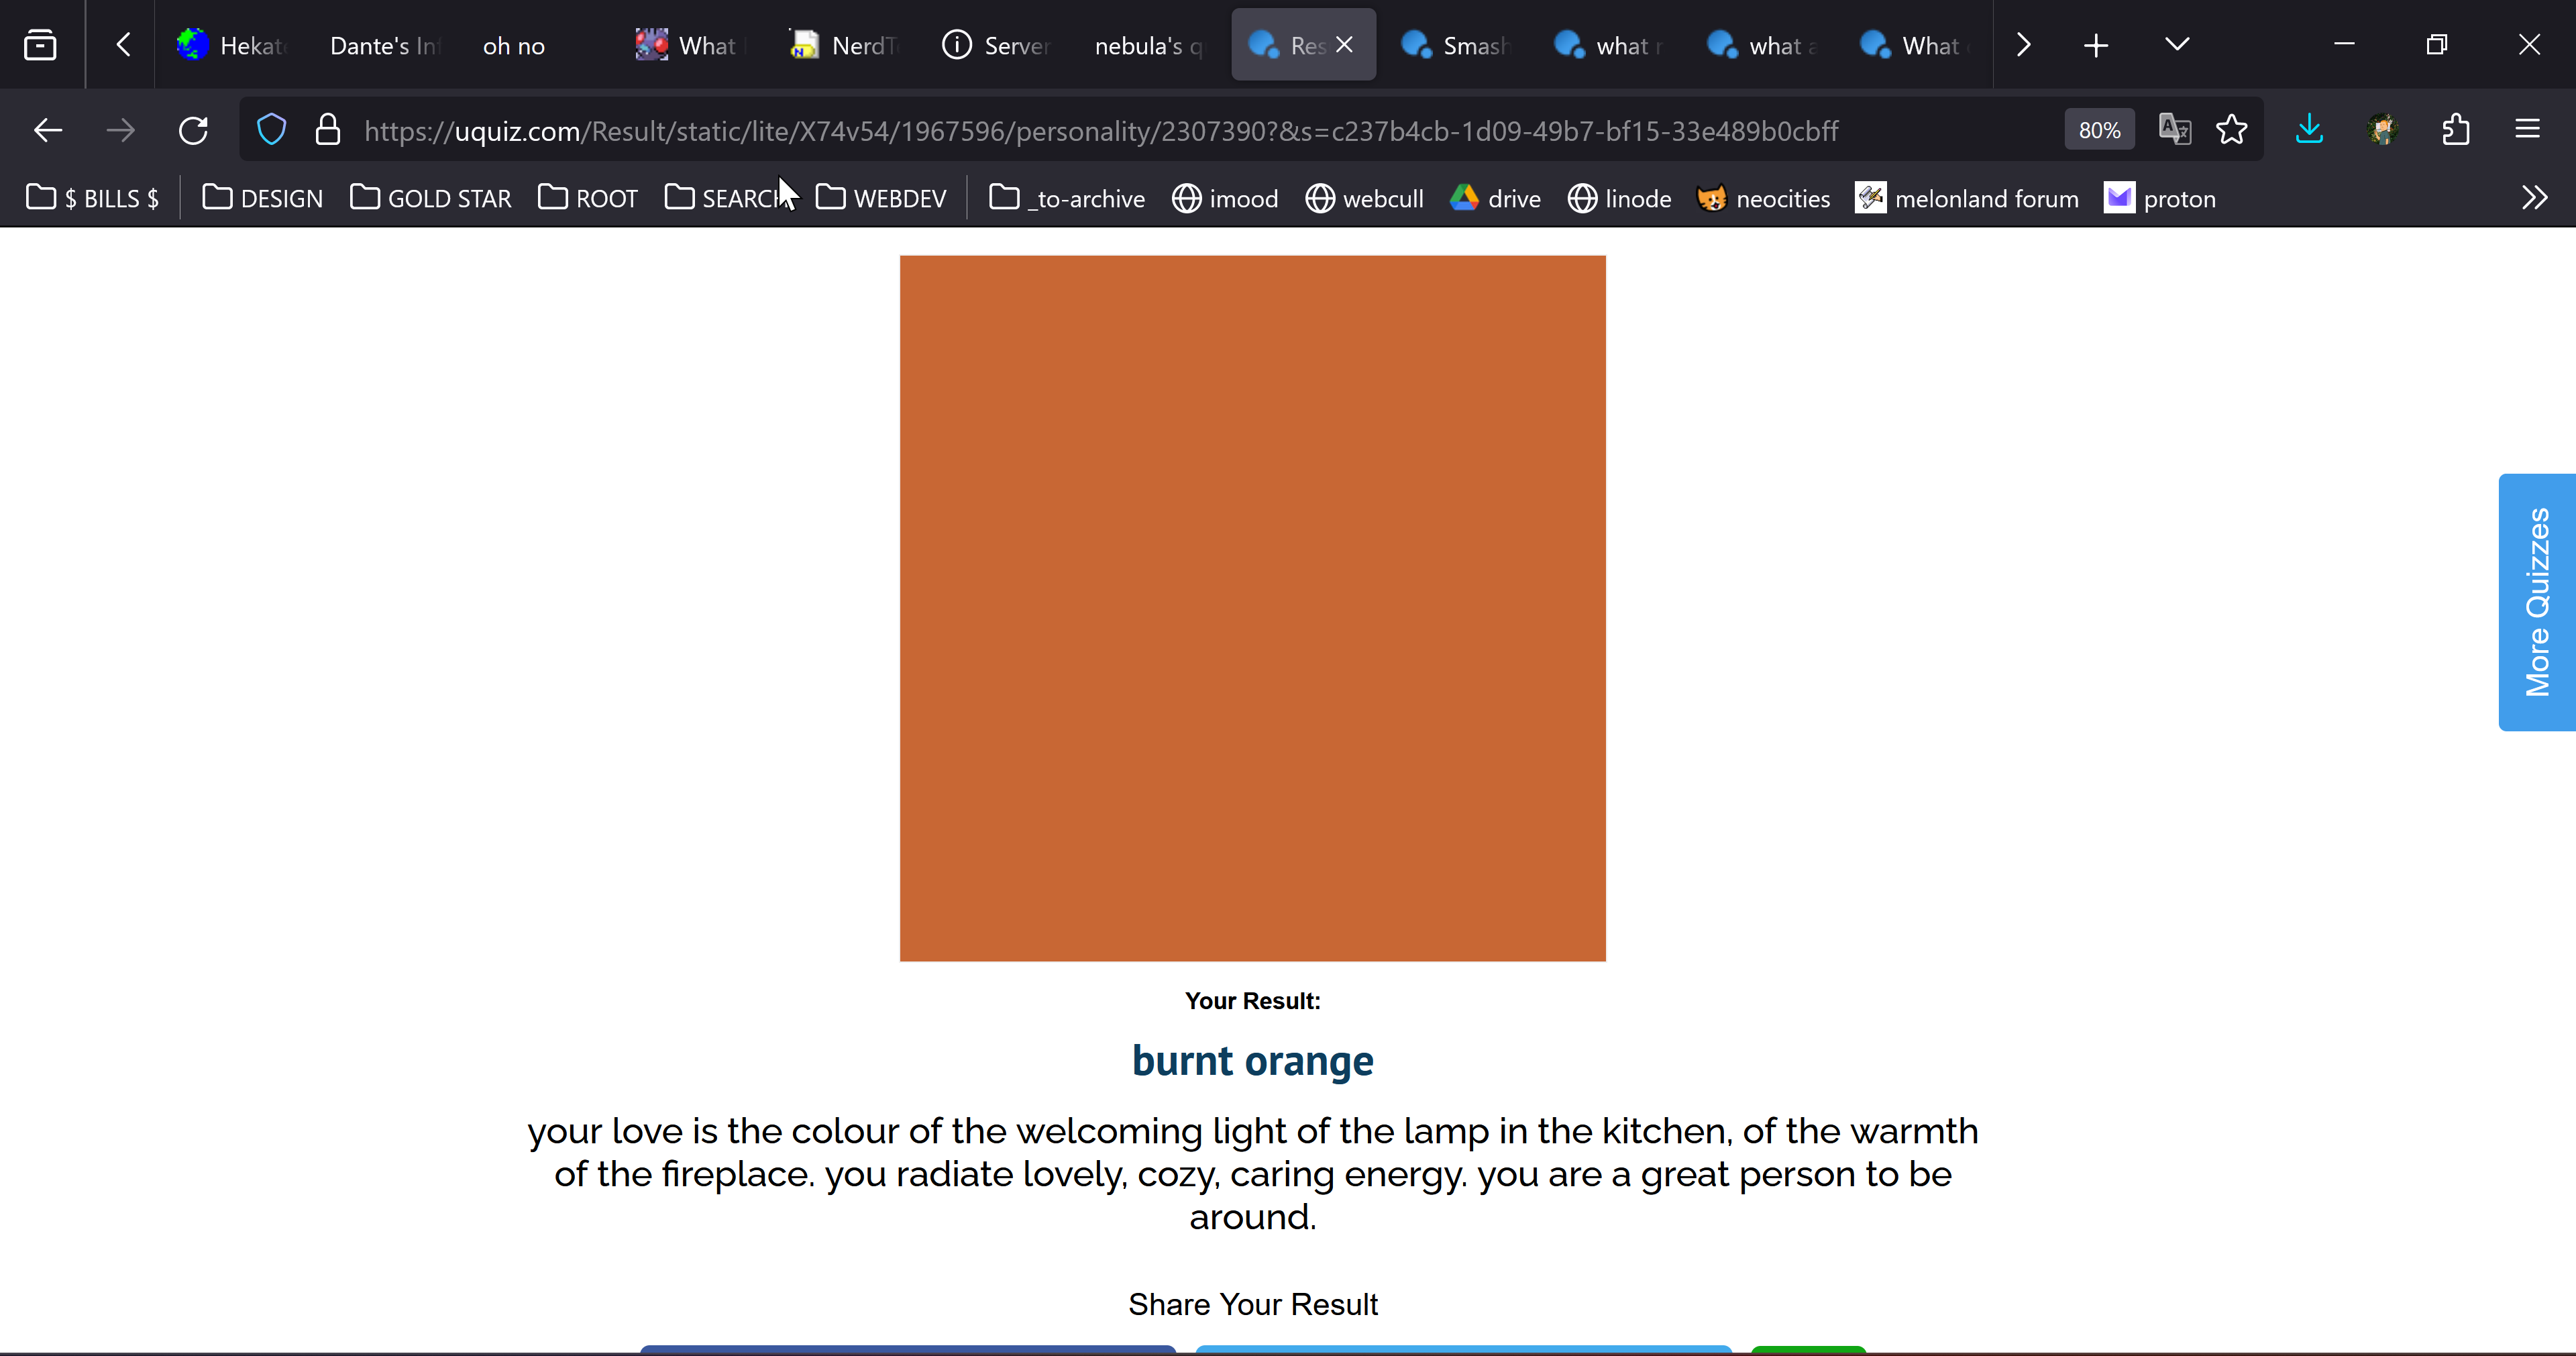 Hekat
Dante's In
oh no
What
NerdT
Server
nebula's q
Res
Smash
what r
what a
What
https://uquiz.com/Result/static/lite/X74v54/1967596/personality/2307390?&s=c237b4cb-1d09-49b7-bf15-33e489b0cbff
80%
$ BILLS $
DESIGN
GOLD STAR
ROOT
SEARCH
WEBDEV
_to-archive
imood
webcull
drive
linode
neocities
melonland forum
proton
More Quizzes
Your Result:
burnt orange
your love is the colour of the welcoming light of the lamp in the kitchen, of the warmth
of the fireplace. you radiate lovely, cozy, caring energy. you are a great person to be
around.
Share Your Result